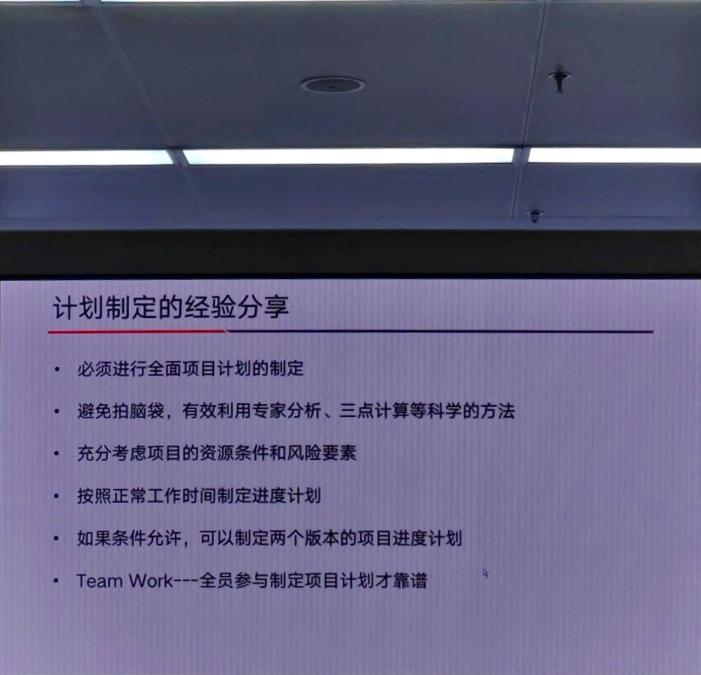 计划制定的经验分享
• 必须进行全面项目计划的制定
• 避免拍脑袋，有效利用专家分析、三点计算等科学的方法
• 充分考虑项目的资源条件和风险要素
• 按照正常工作时间制定进度计划
• 如果条件允许，可以制定两个版本的项目进度计划
• Team Work---全员参与制定项目计划才靠谱